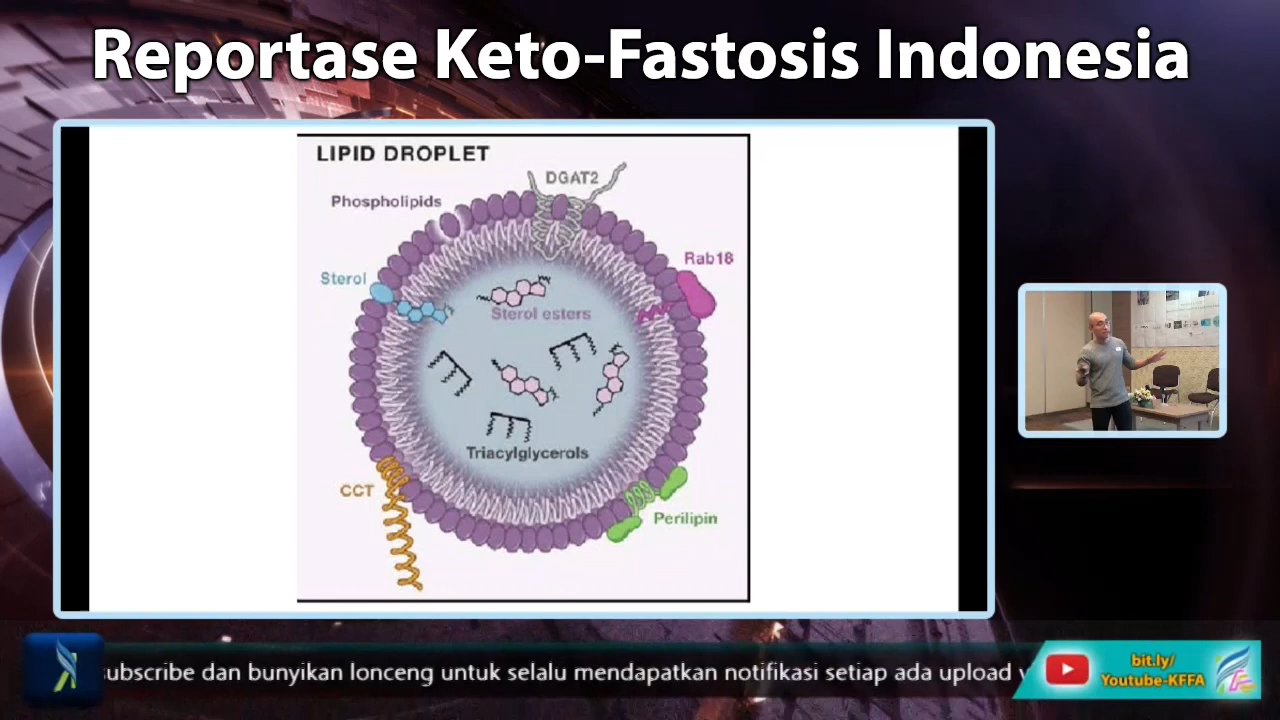 Reportase Keto-Fastosis Indonesia
LIPID DROPLET
DGAT2
Phospholipids
Rab18
Sterol
Sterol esters
Triacylglycerols
CCT
Perilipin
subscribe dan bunyikan lonceng untuk selalu mendapatkan notifikasi setiap ada upload
bit.ly/
Youtube-KFFA